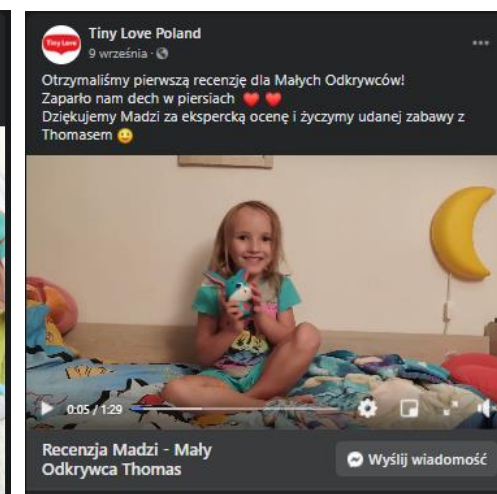 Tiny Love
Tiny Love Poland
9 września
Otrzymaliśmy pierwszą recenzję dla Małych Odkrywców!
Zaparło nam dech w piersiach ❤️ ❤️
Dziękujemy Madzi za ekspercką ocenę i życzymy udanej zabawy z
Thomasem 🙂
0:05 / 1:29
Recenzja Madzi - Mały
Odkrywca Thomas
Wyślij wiadomość